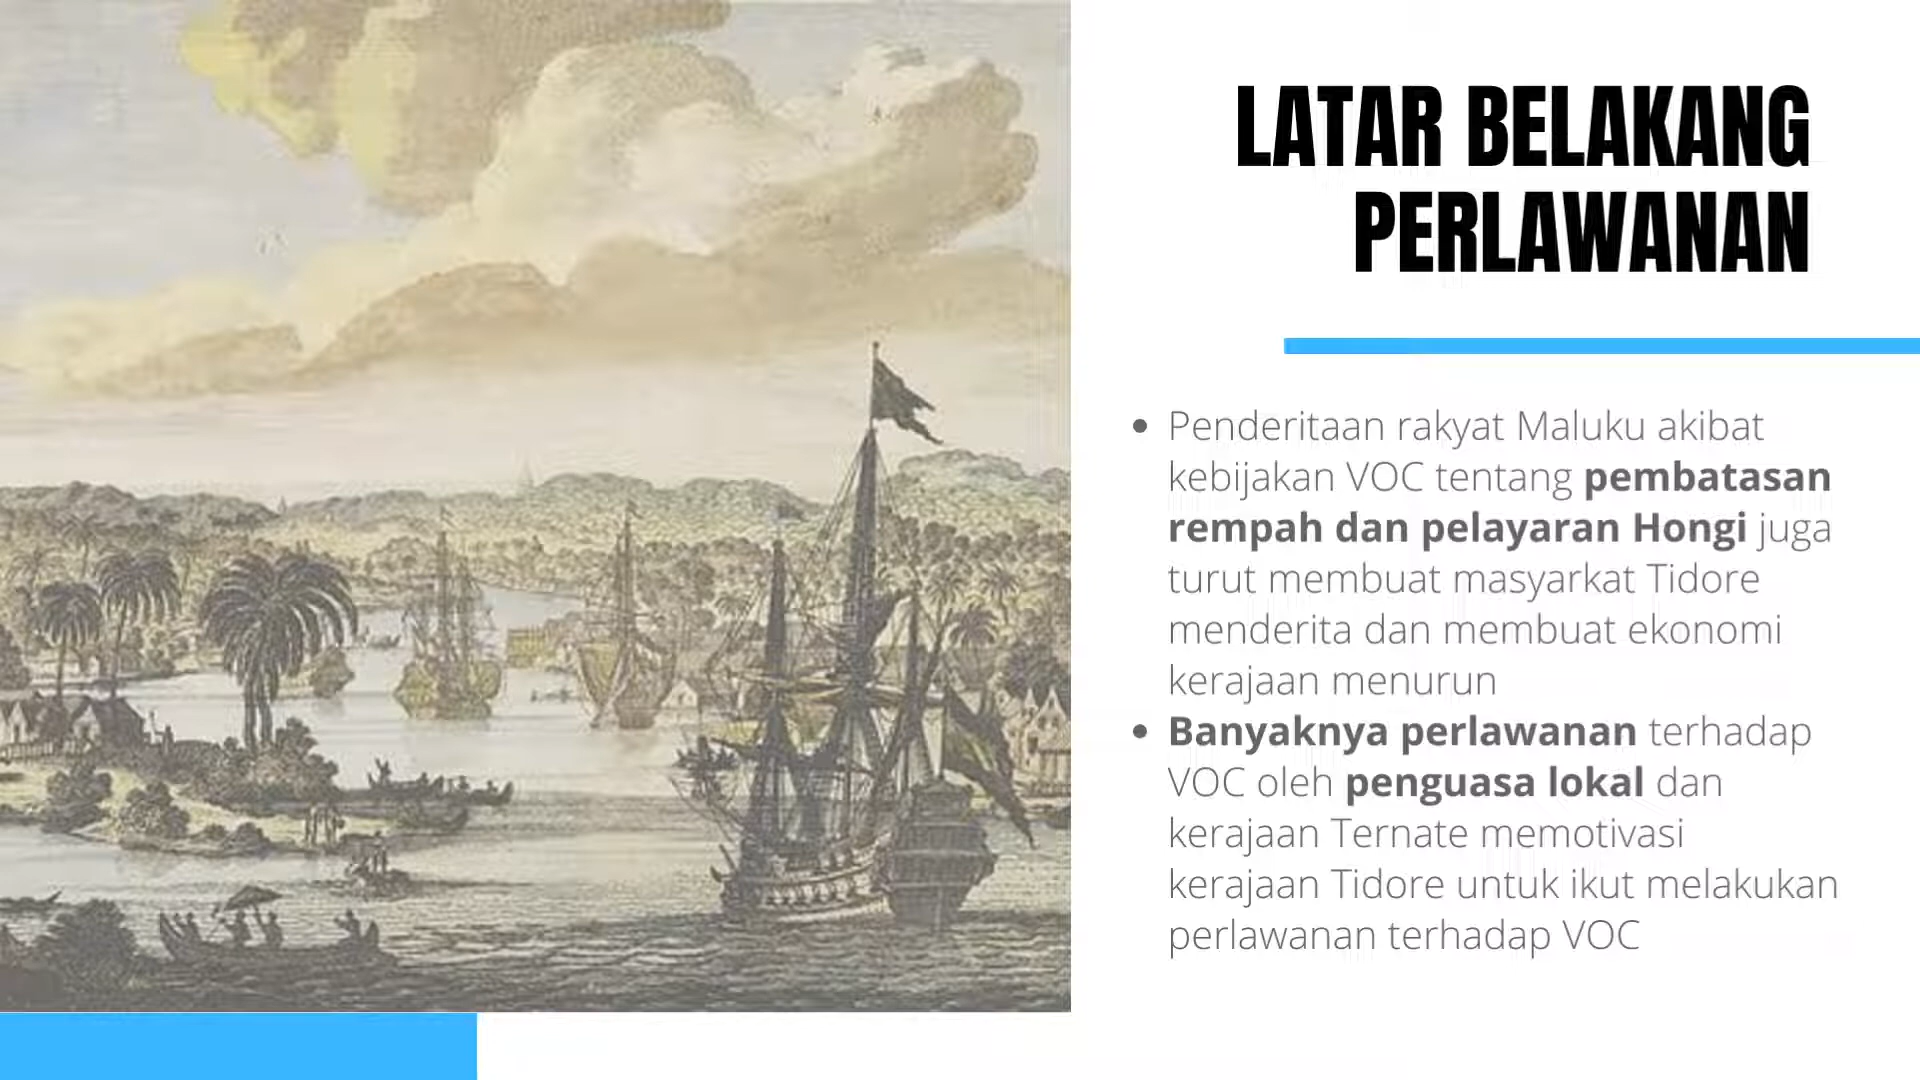 LATAR BELAKANG
PERLAWANAN
• Penderitaan rakyat Maluku akibat
kebijakan VOC tentang pembatasan
rempah dan pelayaran Hongi juga
turut membuat masyarkat Tidore
menderita dan membuat ekonomi
kerajaan menurun
• Banyaknya perlawanan terhadap
VOC oleh penguasa lokal dan
kerajaan Ternate memotivasi
kerajaan Tidore untuk ikut melakukan
perlawanan terhadap VOC